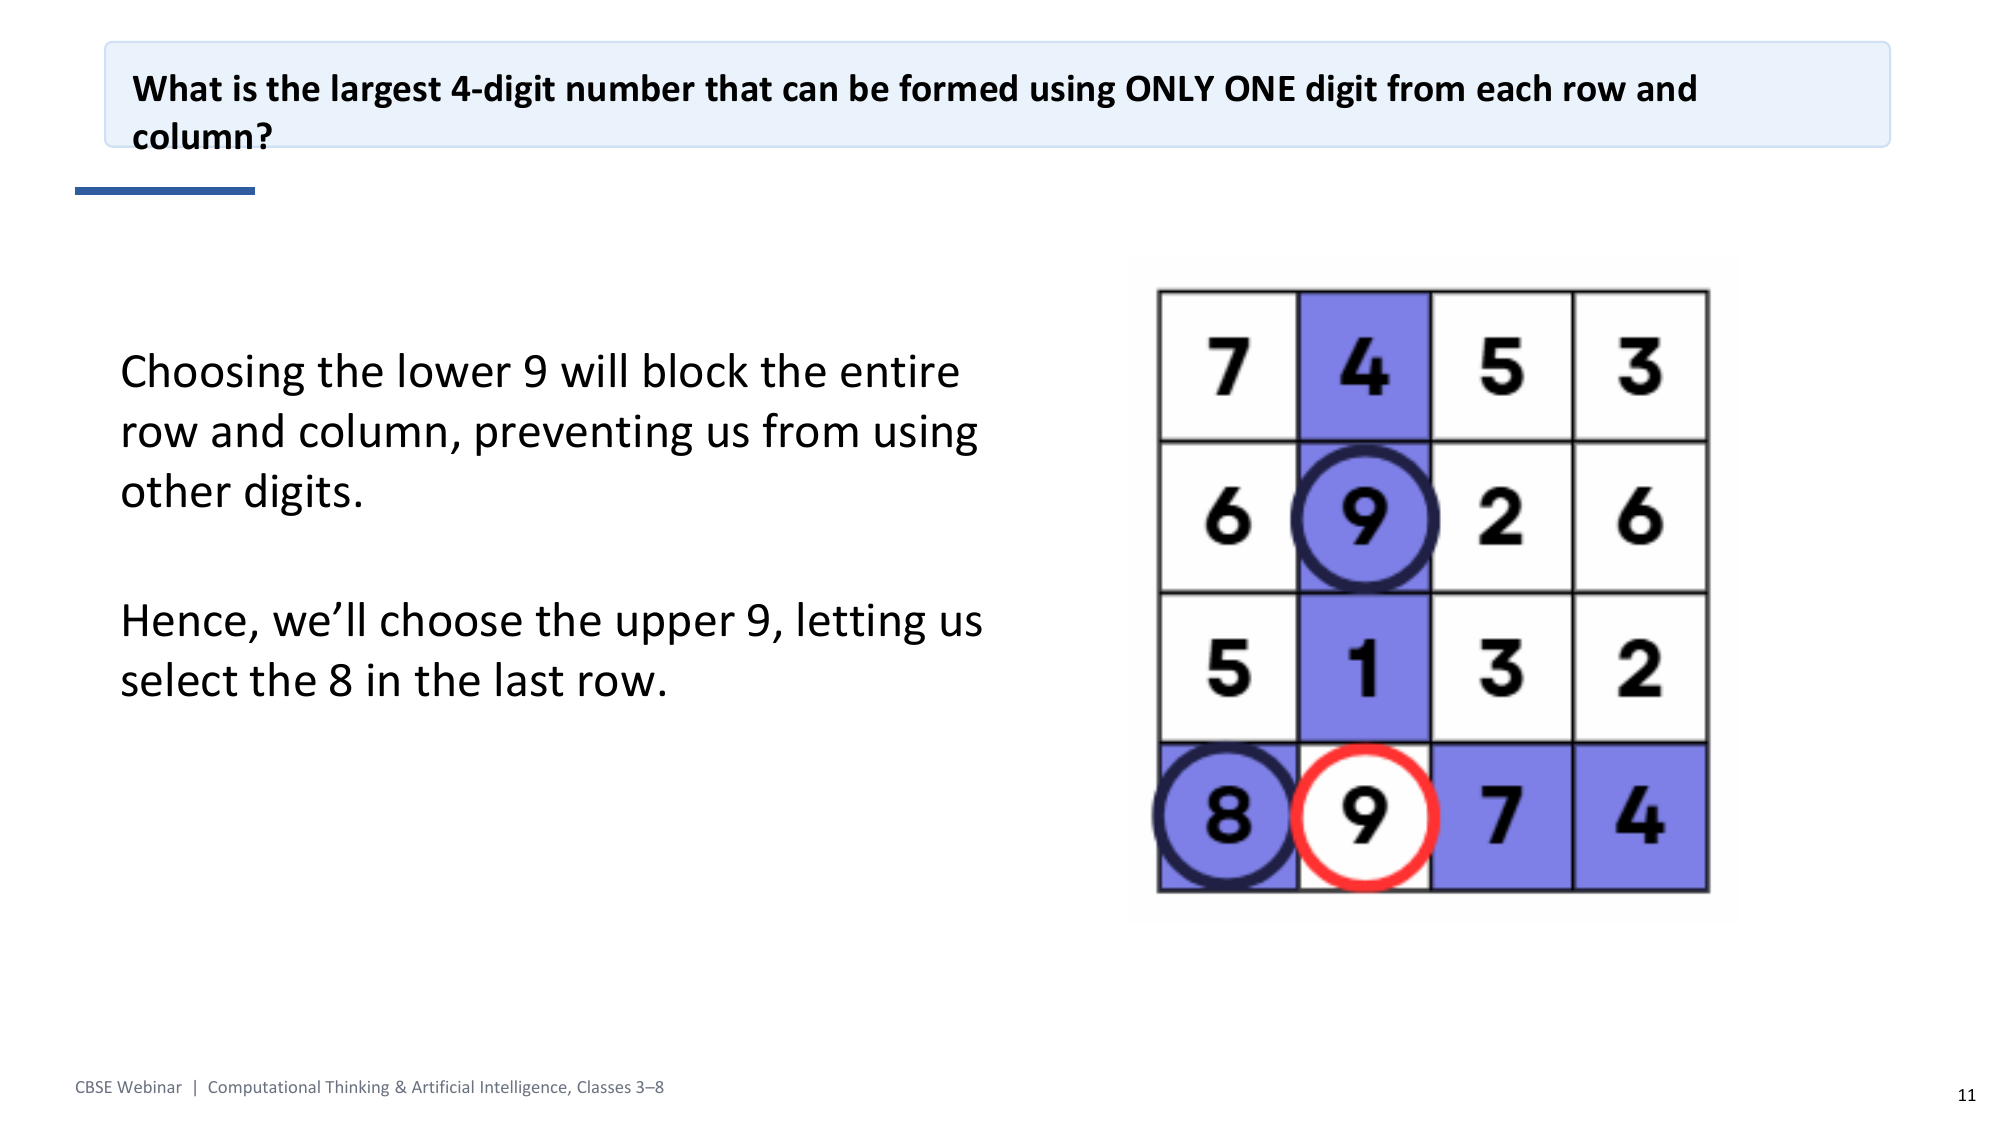 What is the largest 4-digit number that can be formed using ONLY ONE digit from each row and
column?
Choosing the lower 9 will block the entire
row and column, preventing us from using
other digits.
Hence, we’ll choose the upper 9, letting us
select the 8 in the last row.
7 4 5 3
6 9 2 6
5 1 3 2
8 9 7 4
CBSE Webinar | Computational Thinking & Artificial Intelligence, Classes 3–8
11